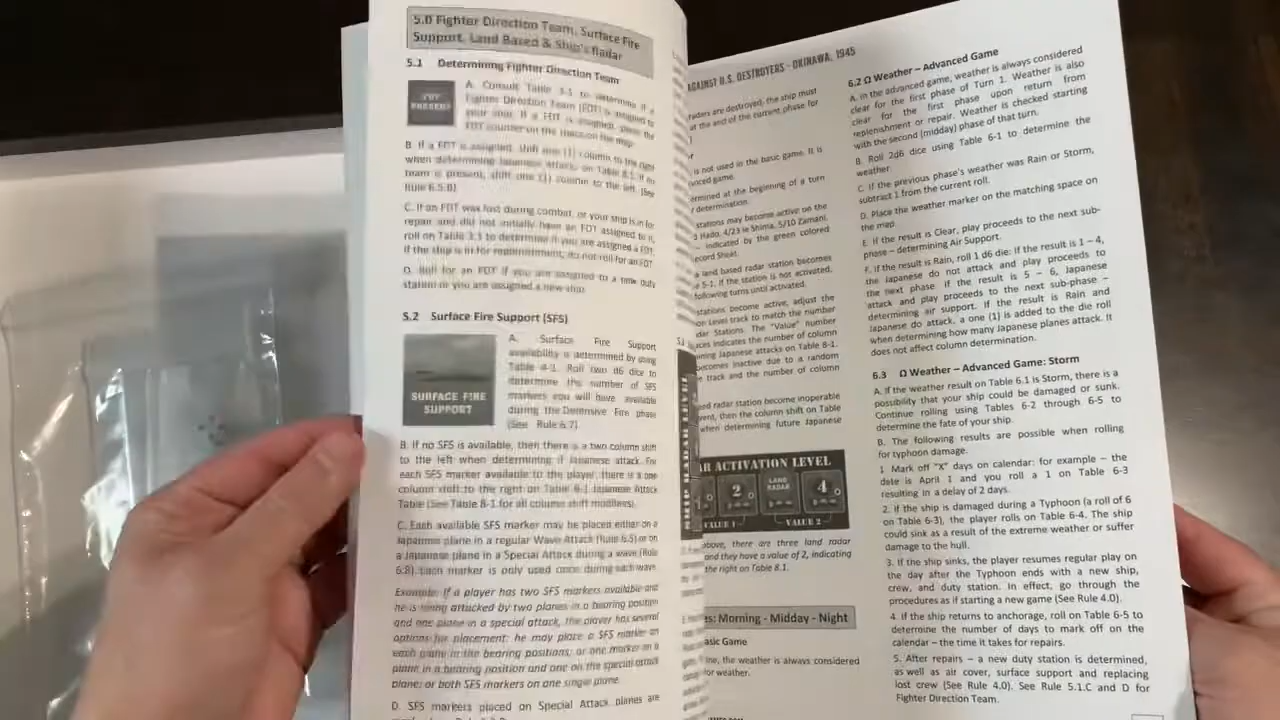 5.0 Fighter Direction Team, Surface Fire
Support, Land Based & Ship's Radar
5.1 Determining Fighter Direction Team
FDT
PRESENT
A. Consult Table 3.1 to determine if a
Fighter Direction Team (FDT) is assigned to
your ship. If a FDT is assigned, place the
FDT counter on the space on the map.
B. If a FDT is assigned, shift one (1) column to the right
when determining Japanese Attack, on Table 8.1. If no
team is present, shift one (1) column to the left. (See
Rule 6.5.B)
C. If an FDT was lost during combat, or your ship is in for
repair and did not initially have an FDT assigned to it,
roll on Table 3.1 to determine if you are assigned a FDT.
If the ship is in for replenishment, do not roll for an FDT.
D. Roll for an FDT if you are assigned to a new duty
station or you are assigned a new ship.
5.2 Surface Fire Support (SFS)
SURFACE FIRE
SUPPORT
A. Surface Fire Support
availability is determined by using
Table 4-1. Roll two d6 dice to
determine the number of SFS
markers you will have available
during the Defensive Fire phase
(See Rule 6.7)
B. If no SFS is available, then there is a two column shift
to the left when determining if Japanese attack. For
each SFS marker available to the player, there is a one
column shift to the right on Table 8-1 Japanese Attack
Table (See Table 8-1 for all column shift modifiers).
C. Each available SFS marker may be placed either on a
Japanese plane in a regular Wave Attack (Rule 6.5) or on
a Japanese plane in a Special Attack during a wave (Rule
6.8). Each marker is only used once during each wave.
Example: If a player has two SFS markers available and
he is being attacked by two planes in a bearing position
and one plane in a special attack, the player has several
options for placement: he may place a SFS marker on
each plane in the bearing positions; or one marker on a
plane in a bearing position and one on the special attack
plane; or both SFS markers on one single plane.
D. SFS markers placed on Special Attack planes are
AGAINST U.S. DESTROYERS - OKINAWA, 1945
radars are destroyed, the ship must
at the end of the current phase for
is not used in the basic game. It is
vanced game.
ermined at the beginning of a turn
r determination.
stations may become active on the
3 Hado, 4/23 Ie Shima, 5/10 Zamani,
– indicated by the green colored
ecord Sheet.
a land based radar station becomes
e 5-1. If the station is not activated,
following turns until activated.
stations become active, adjust the
on Level track to match the number
dar Stations. The "Value" number
aces indicates the number of column
mining Japanese attacks on Table 8-1.
becomes inactive due to a random
e track and the number of column
sed radar station become inoperable
vent, then the column shift on Table
when determining future Japanese
AR ACTIVATION LEVEL
2
LAND
RADAR
4
VALUE 1
VALUE 2
above, there are three land radar
and they have a value of 2, indicating
the right on Table 8.1.
es: Morning - Midday - Night
asic Game
ine, the weather is always considered
for weather.
6.2 Ω Weather – Advanced Game
A. In the advanced game, weather is always considered
clear for the first phase of Turn 1. Weather is also
clear for the first phase upon return from
replenishment or repair. Weather is checked starting
with the second (midday) phase of that turn.
B. Roll 2d6 dice using Table 6-1 to determine the
weather.
C. If the previous phase's weather was Rain or Storm,
subtract 1 from the current roll.
D. Place the weather marker on the matching space on
the map.
E. If the result is Clear, play proceeds to the next sub-
phase – determining Air Support.
F. If the result is Rain, roll 1 d6 die: if the result is 1 – 4,
the Japanese do not attack and play proceeds to
the next phase. If the result is 5 – 6, Japanese
attack and play proceeds to the next sub-phase –
determining air support. If the result is Rain and
Japanese do attack, a one (1) is added to the die roll
when determining how many Japanese planes attack. It
does not affect column determination.
6.3 Ω Weather – Advanced Game: Storm
A. If the weather result on Table 6.1 is Storm, there is a
possibility that your ship could be damaged or sunk.
Continue rolling using Tables 6-2 through 6-5 to
determine the fate of your ship.
B. The following results are possible when rolling
for typhoon damage.
1 Mark off "X" days on calendar: for example – the
date is April 1 and you roll a 1 on Table 6-3
resulting in a delay of 2 days.
2. If the ship is damaged during a Typhoon (a roll of 6
on Table 6-3), the player rolls on Table 6-4. The ship
could sink as a result of the extreme weather or suffer
damage to the hull.
3. If the ship sinks, the player resumes regular play on
the day after the Typhoon ends with a new ship,
crew, and duty station. In effect, go through the
procedures as if starting a new game (See Rule 4.0).
4. If the ship returns to anchorage, roll on Table 6-5 to
determine the number of days to mark off on the
calendar – the time it takes for repairs.
5. After repairs – a new duty station is determined,
as well as air cover, surface support and replacing
lost crew (See Rule 4.0). See Rule 5.1.C and D for
Fighter Direction Team.